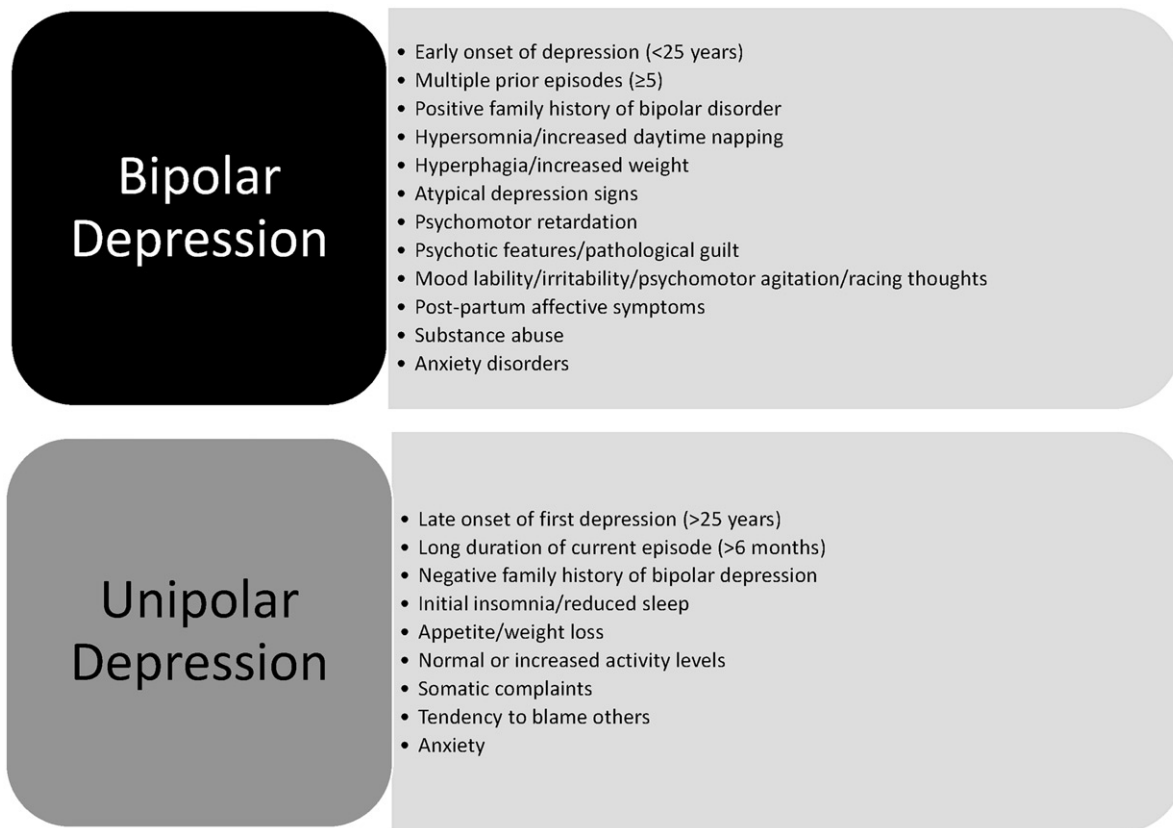 Bipolar
Depression
• Early onset of depression (<25 years)
• Multiple prior episodes (≥5)
• Positive family history of bipolar disorder
• Hypersomnia/increased daytime napping
• Hyperphagia/increased weight
• Atypical depression signs
• Psychomotor retardation
• Psychotic features/pathological guilt
• Mood lability/irritability/psychomotor agitation/racing thoughts
• Post-partum affective symptoms
• Substance abuse
• Anxiety disorders
Unipolar
Depression
• Late onset of first depression (>25 years)
• Long duration of current episode (>6 months)
• Negative family history of bipolar depression
• Initial insomnia/reduced sleep
• Appetite/weight loss
• Normal or increased activity levels
• Somatic complaints
• Tendency to blame others
• Anxiety